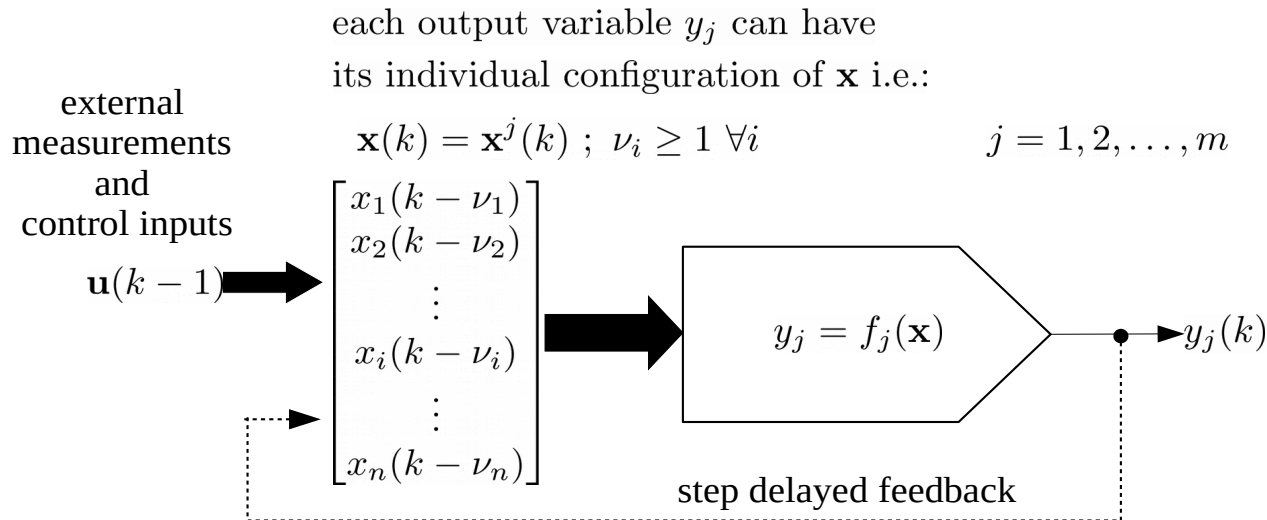 each output variable y_j can have
its individual configuration of **x** i.e.:
external
measurements
and
control inputs
**x**(k) = **x**^j(k) ; ν_i ≥ 1 ∀i
j = 1, 2, . . . , m
**u**(k − 1)
x_1(k − ν_1)
x_2(k − ν_2)
⋮
x_i(k − ν_i)
⋮
x_n(k − ν_n)
y_j = f_j(**x**)
y_j(k)
step delayed feedback